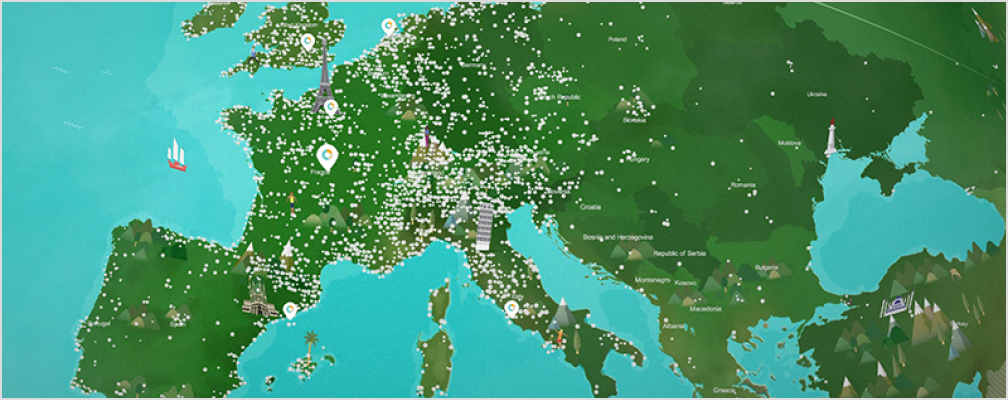 Poland
Ukraine
Czech Republic
Slovakia
Moldova
Hungary
France
Romania
Croatia
Bosnia and Herzegovina
Republic of Serbia
Bulgaria
Montenegro
Kosovo
Macedonia
Portugal
Spain
Albania
Greece